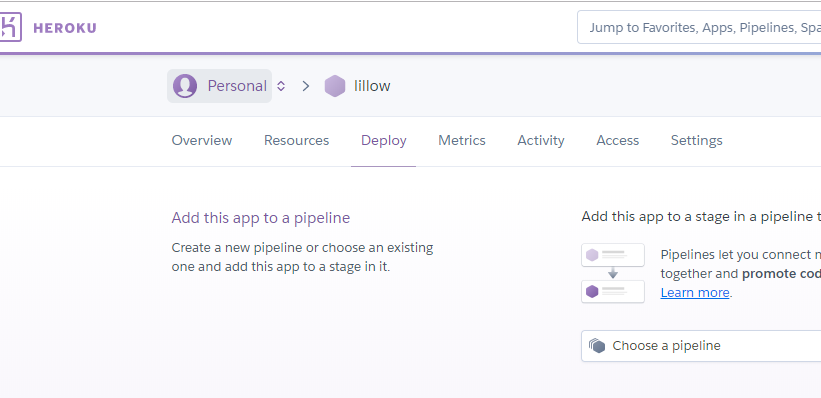 HEROKU
Jump to Favorites, Apps, Pipelines, Spa
Personal > lillow
Overview Resources Deploy Metrics Activity Access Settings
Add this app to a pipeline
Create a new pipeline or choose an existing
one and add this app to a stage in it.
Add this app to a stage in a pipeline t
Pipelines let you connect m
together and promote cod
Learn more.
Choose a pipeline